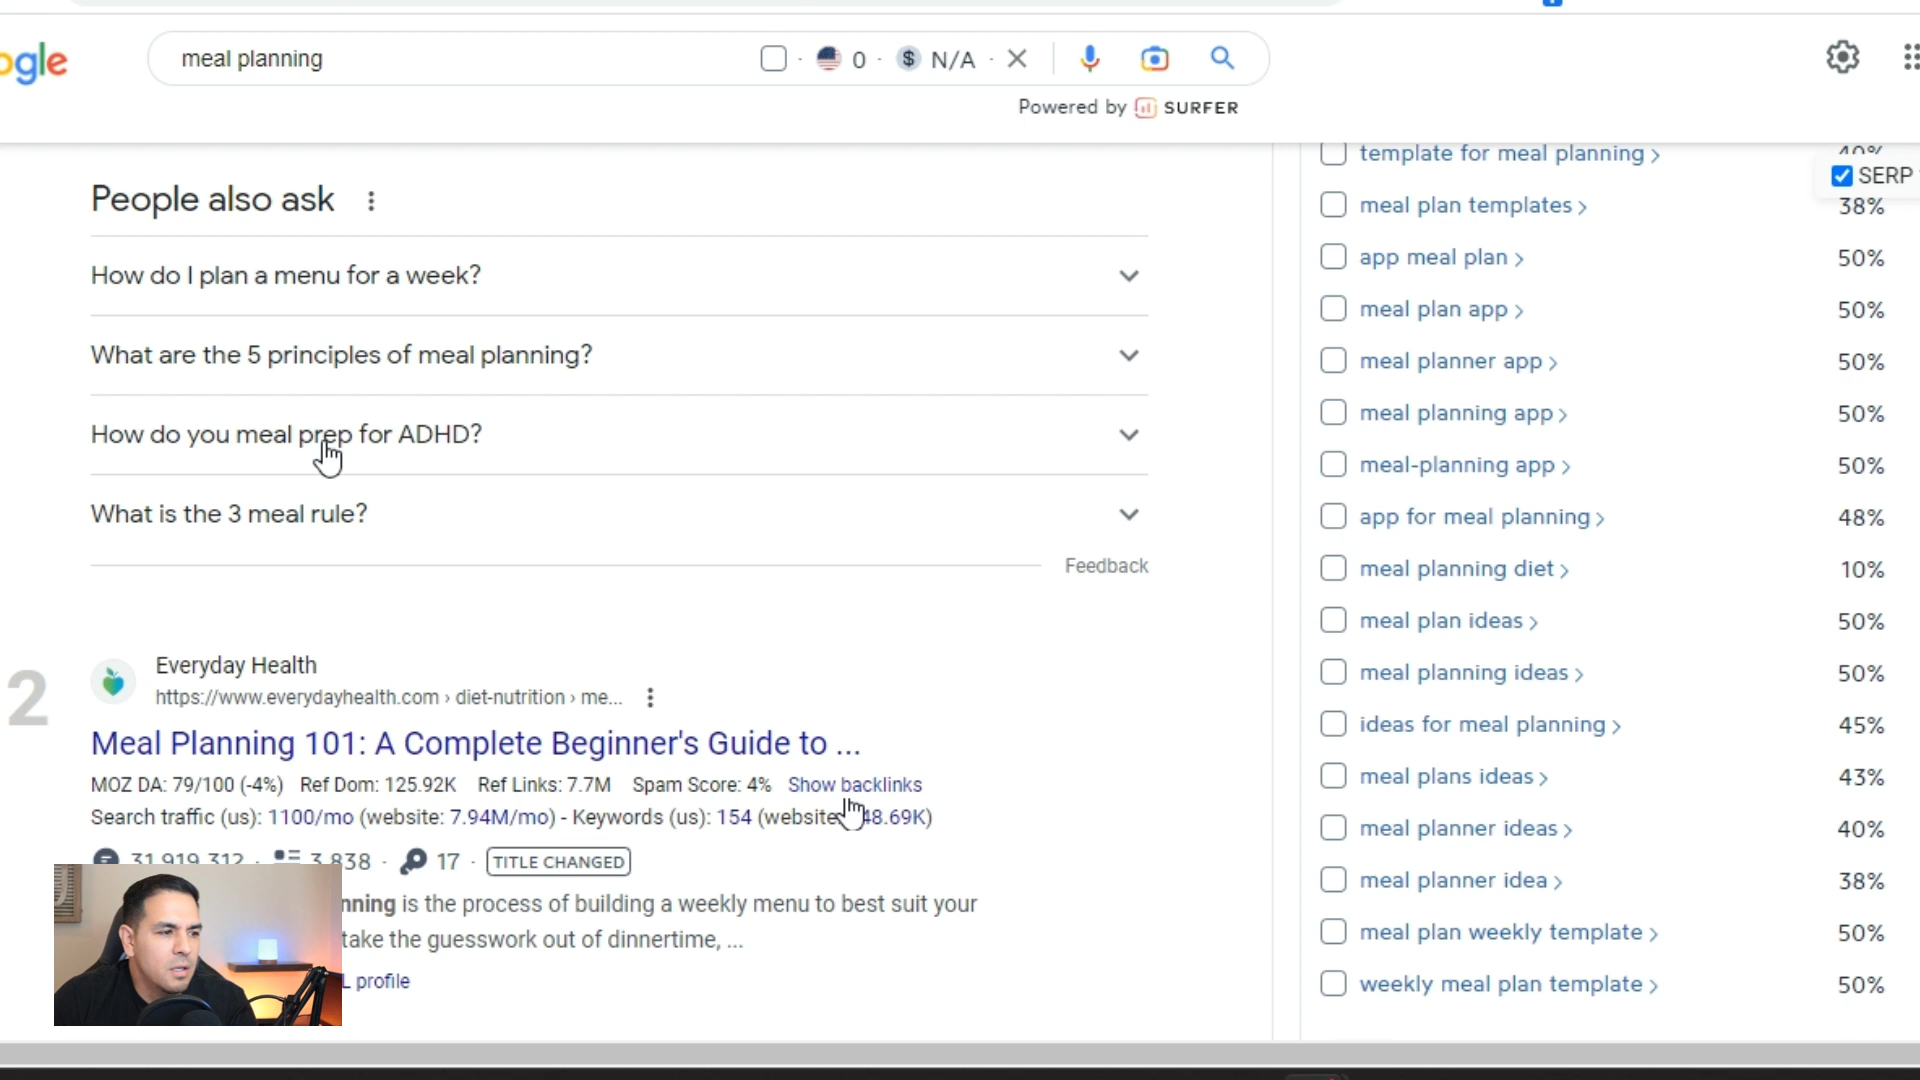 ogle
meal planning
0 · $ N/A ·
Powered by SURFER
People also ask
How do I plan a menu for a week?
What are the 5 principles of meal planning?
How do you meal prep for ADHD?
What is the 3 meal rule?
Feedback
2
Everyday Health
https://www.everydayhealth.com › diet-nutrition › me...
Meal Planning 101: A Complete Beginner's Guide to ...
MOZ DA: 79/100 (-4%) Ref Dom: 125.92K Ref Links: 7.7M Spam Score: 4% Show backlinks
Search traffic (us): 1100/mo (website: 7.94M/mo) - Keywords (us): 154 (website 48.69K)
31,919,312 · 3,838 · 17 · TITLE CHANGED
nning is the process of building a weekly menu to best suit your
take the guesswork out of dinnertime, ...
L profile
template for meal planning › 40%
SERP
meal plan templates › 38%
app meal plan › 50%
meal plan app › 50%
meal planner app › 50%
meal planning app › 50%
meal-planning app › 50%
app for meal planning › 48%
meal planning diet › 10%
meal plan ideas › 50%
meal planning ideas › 50%
ideas for meal planning › 45%
meal plans ideas › 43%
meal planner ideas › 40%
meal planner idea › 38%
meal plan weekly template › 50%
weekly meal plan template › 50%